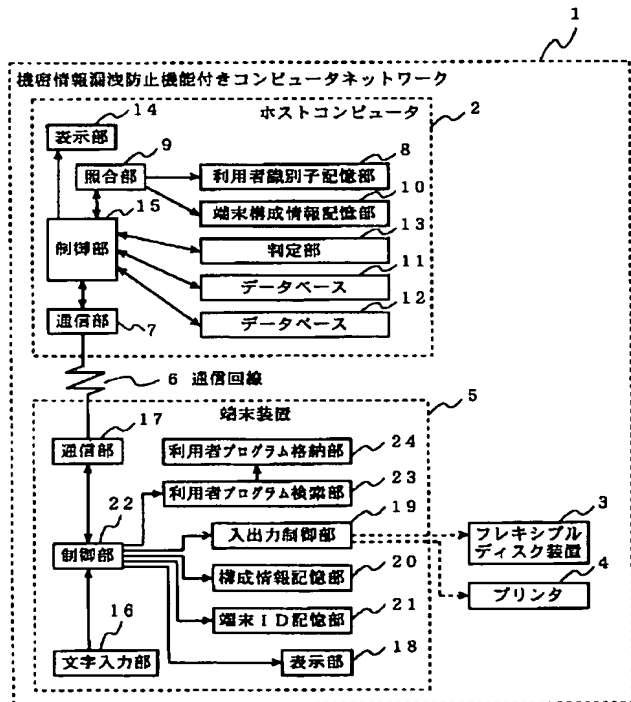 1
機密情報漏洩防止機能付きコンピュータネットワーク
ホストコンピュータ
2
14
表示部
9
照合部
8
利用者識別子記憶部
10
端末構成情報記憶部
15
制御部
13
判定部
11
データベース
12
データベース
通信部
7
6 通信回線
端末装置
5
17
通信部
24
利用者プログラム格納部
23
利用者プログラム検索部
22
制御部
19
入出力制御部
3
フレキシブル
ディスク装置
20
構成情報記憶部
4
プリンタ
21
端末ID記憶部
16
文字入力部
18
表示部